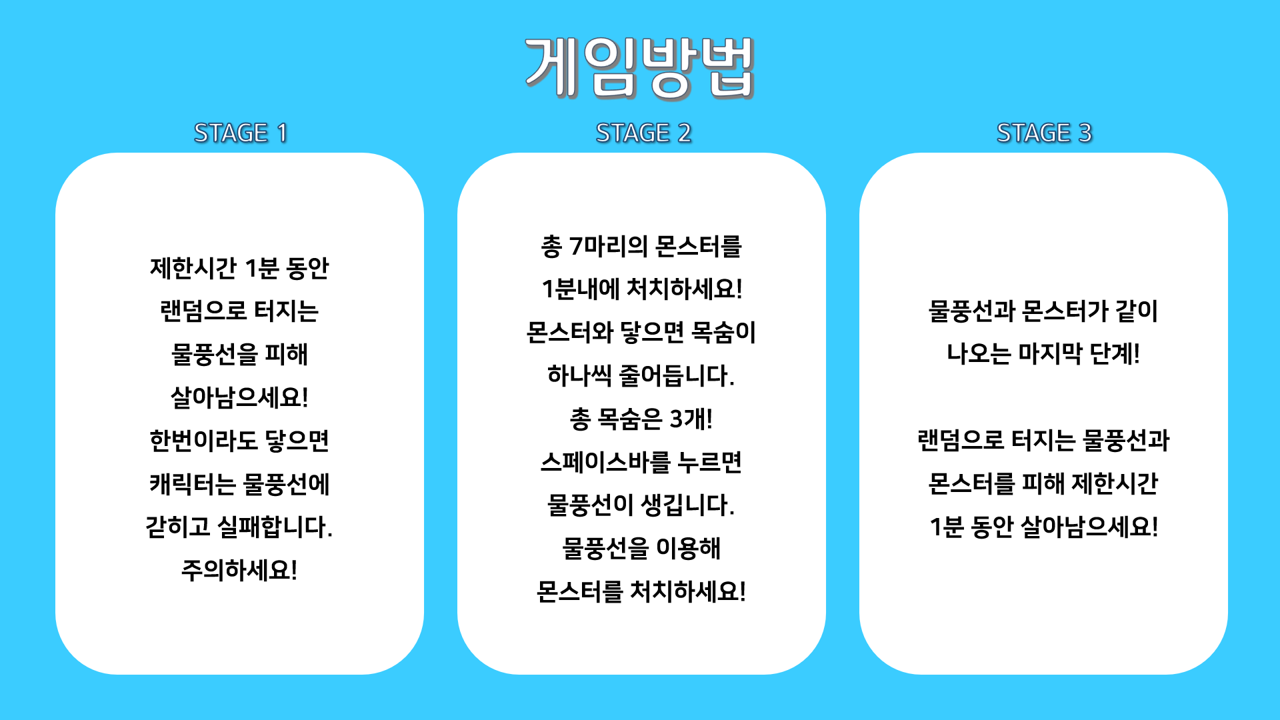 게임방법
STAGE 1
제한시간 1분 동안
랜덤으로 터지는
물풍선을 피해
살아남으세요!
한번이라도 닿으면
캐릭터는 물풍선에
갇히고 실패합니다.
주의하세요!
STAGE 2
총 7마리의 몬스터를
1분내에 처치하세요!
몬스터와 닿으면 목숨이
하나씩 줄어듭니다.
총 목숨은 3개!
스페이스바를 누르면
물풍선이 생깁니다.
물풍선을 이용해
몬스터를 처치하세요!
STAGE 3
물풍선과 몬스터가 같이
나오는 마지막 단계!
랜덤으로 터지는 물풍선과
몬스터를 피해 제한시간
1분 동안 살아남으세요!